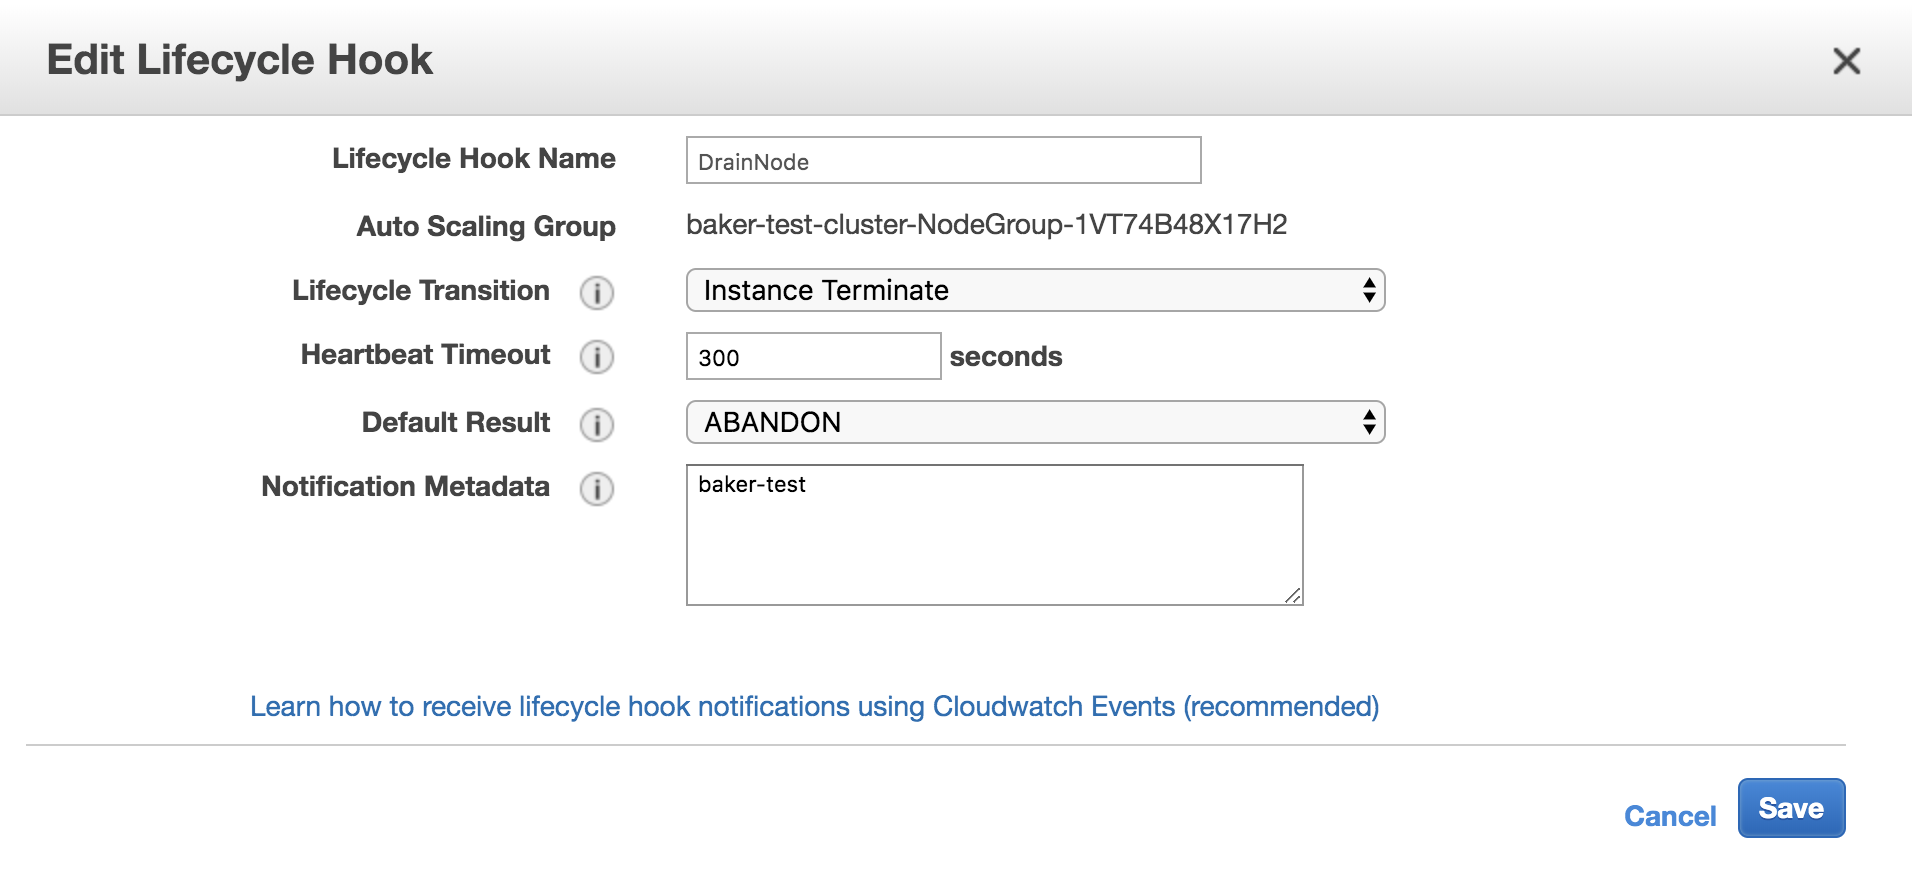 Edit Lifecycle Hook
Lifecycle Hook Name DrainNode
Auto Scaling Group baker-test-cluster-NodeGroup-1VT74B48X17H2
Lifecycle Transition i Instance Terminate
Heartbeat Timeout i 300 seconds
Default Result i ABANDON
Notification Metadata i baker-test
Learn how to receive lifecycle hook notifications using Cloudwatch Events (recommended)
Cancel Save